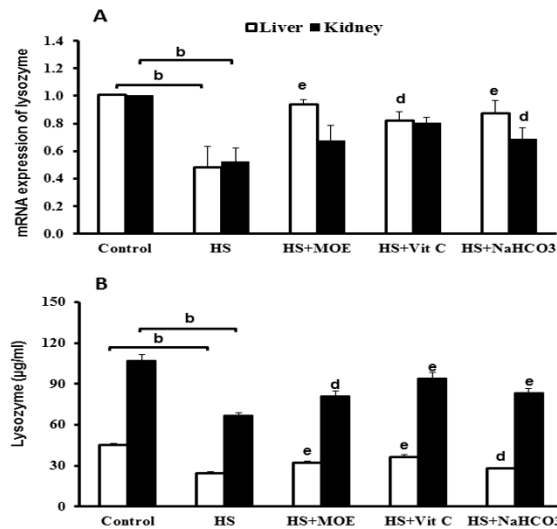 A
Liver Kidney
mRNA expression of lysozyme
1.4
1.2
1.0
0.8
0.6
0.4
0.2
0.0
b
b
e
d
e
d
Control HS HS+MOE HS+Vit C HS+NaHCO3
B
Lysozyme (µg/ml)
150
120
90
60
30
0
b
b
d
e
e
e
e
d
Control HS HS+MOE HS+Vit C HS+NaHCO3